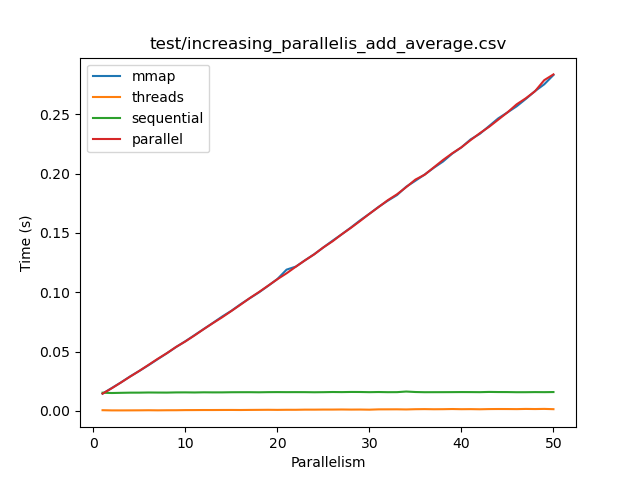 test/increasing_parallelis_add_average.csv
mmap
threads
sequential
parallel
0.25
0.20
0.15
0.10
0.05
0.00
Time (s)
0 10 20 30 40 50
Parallelism